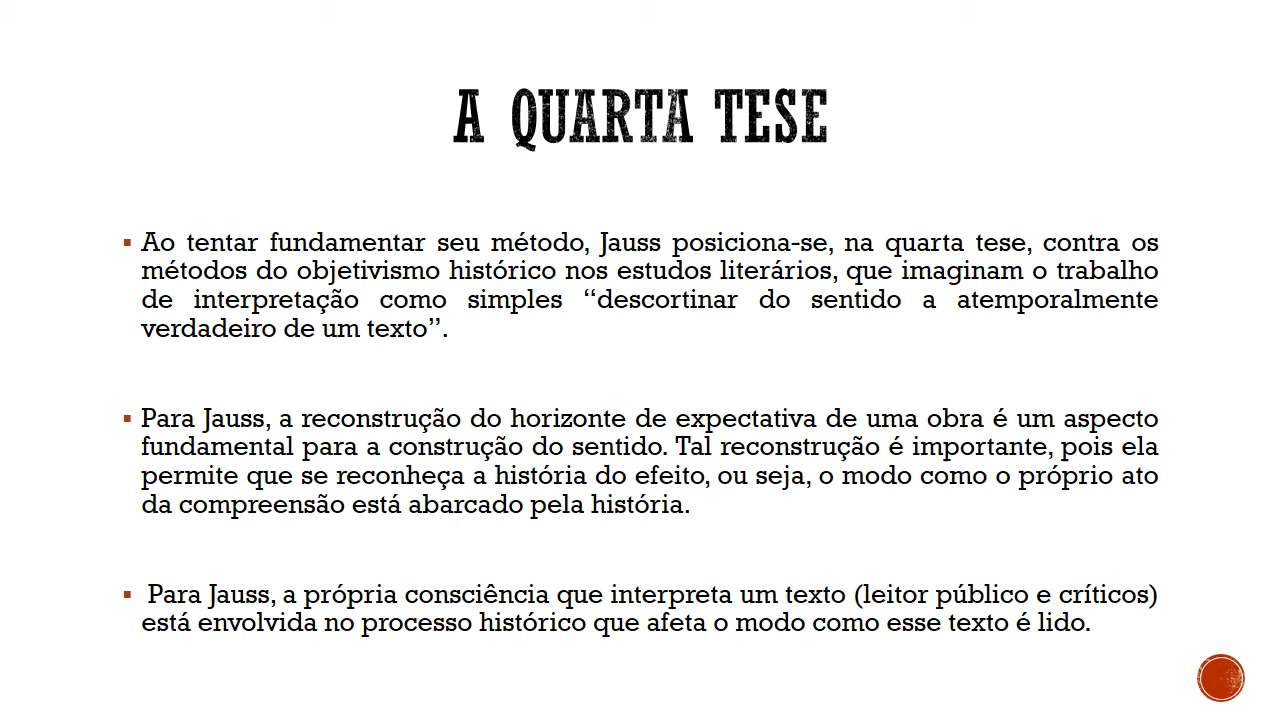 A QUARTA TESE
▪ Ao tentar fundamentar seu método, Jauss posiciona-se, na quarta tese, contra os
métodos do objetivismo histórico nos estudos literários, que imaginam o trabalho
de interpretação como simples “descortinar do sentido a atemporalmente
verdadeiro de um texto”.
▪ Para Jauss, a reconstrução do horizonte de expectativa de uma obra é um aspecto
fundamental para a construção do sentido. Tal reconstrução é importante, pois ela
permite que se reconheça a história do efeito, ou seja, o modo como o próprio ato
da compreensão está abarcado pela história.
▪ Para Jauss, a própria consciência que interpreta um texto (leitor público e críticos)
está envolvida no processo histórico que afeta o modo como esse texto é lido.